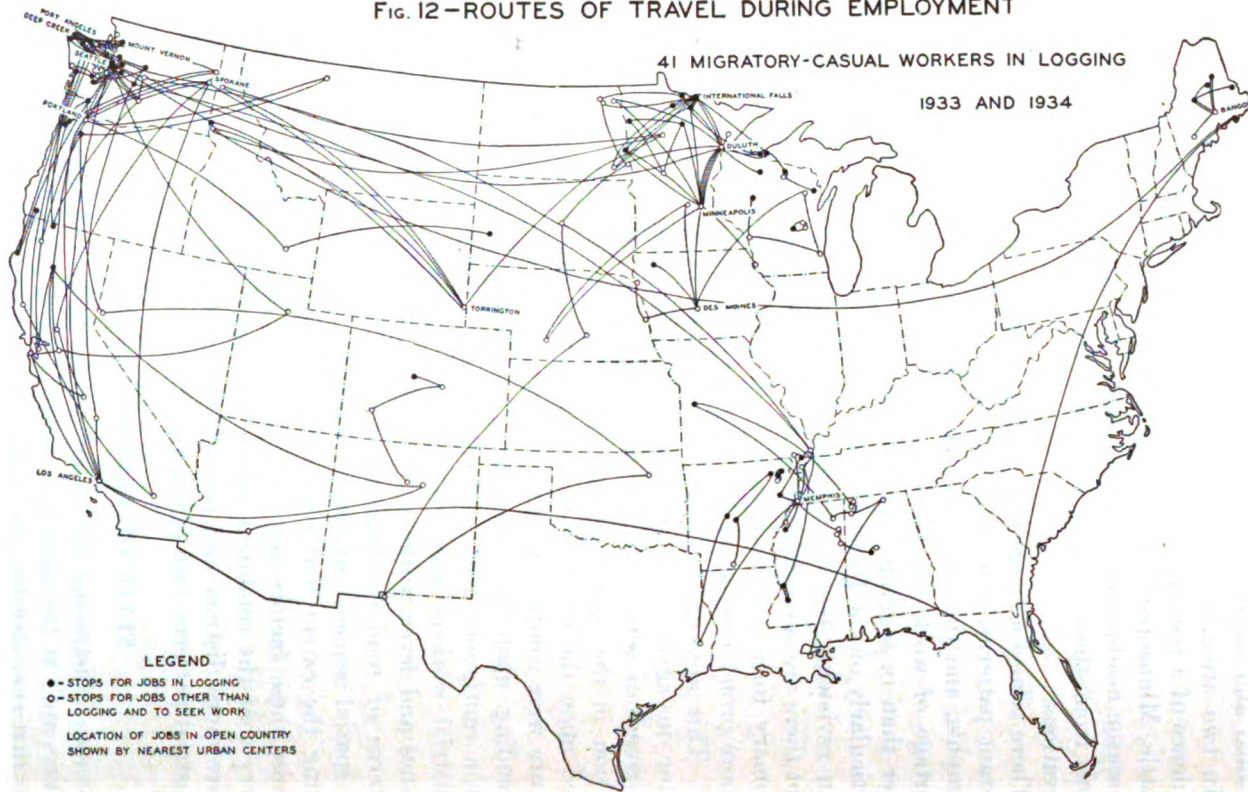 FIG. 12—ROUTES OF TRAVEL DURING EMPLOYMENT
41 MIGRATORY-CASUAL WORKERS IN LOGGING
1933 AND 1934
PORT ANGELES
DEEP CREEK
MOUNT VERNON
SEATTLE
SPOKANE
PORTLAND
INTERNATIONAL FALLS
BANGO
DULUTH
MINNEAPOLIS
TORRINGTON
DES MOINES
LOS ANGELES
MEMPHIS
LEGEND
● - STOPS FOR JOBS IN LOGGING
○ - STOPS FOR JOBS OTHER THAN
LOGGING AND TO SEEK WORK
LOCATION OF JOBS IN OPEN COUNTRY
SHOWN BY NEAREST URBAN CENTERS